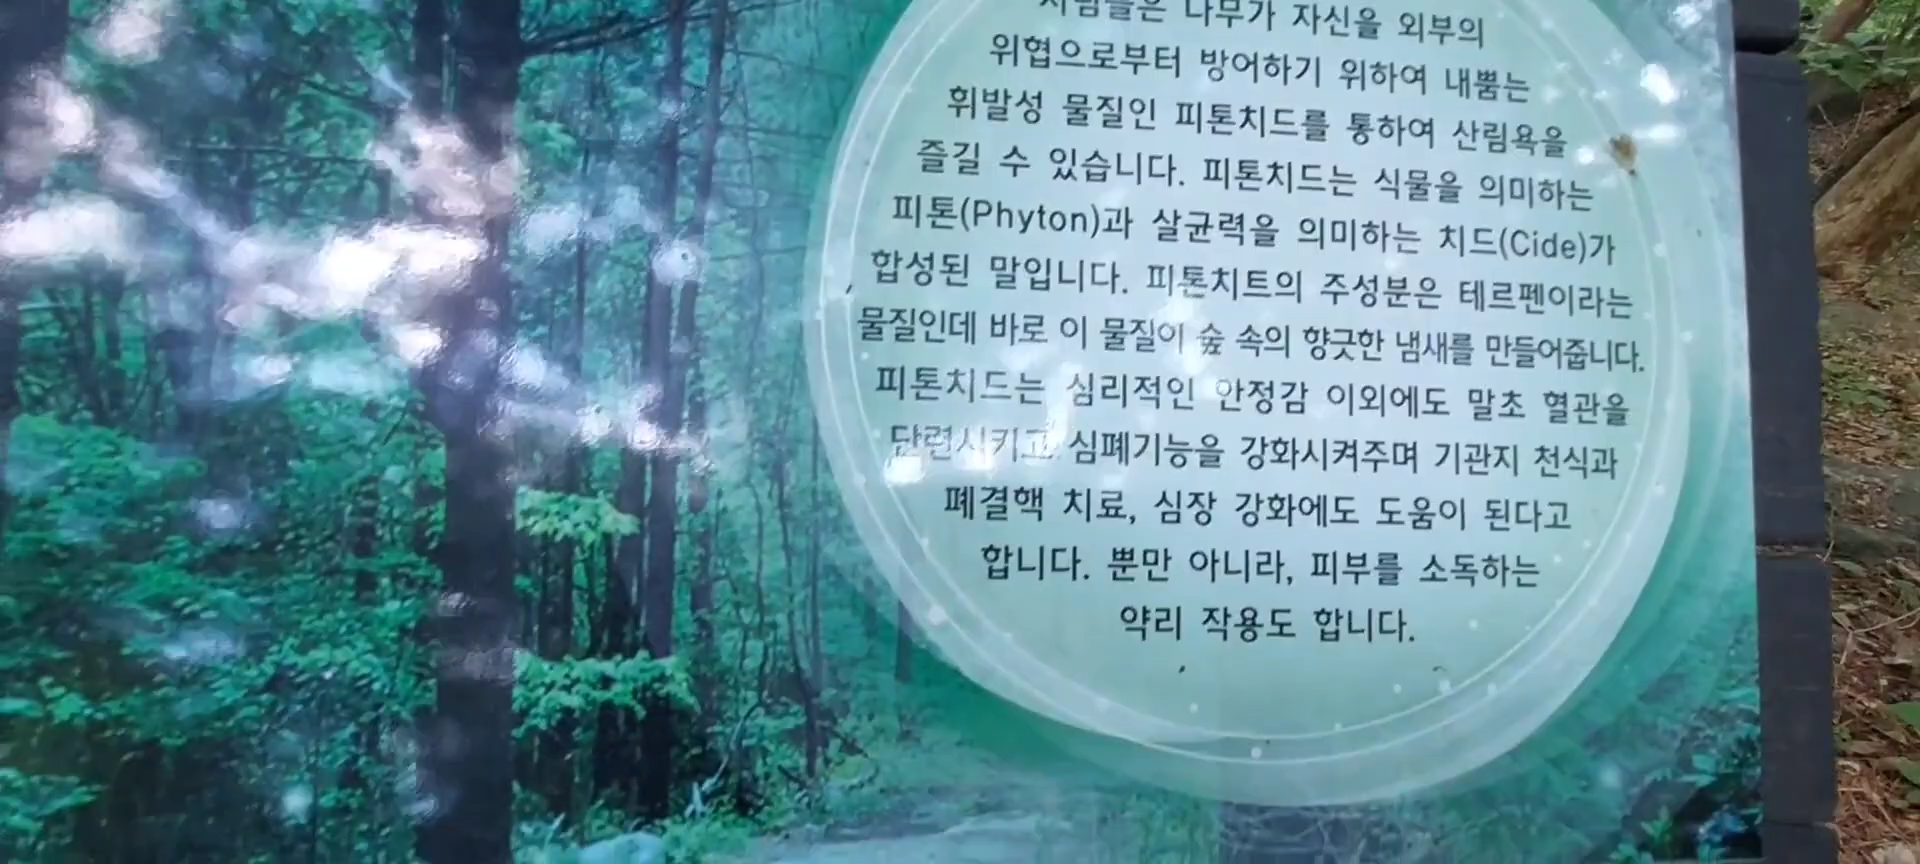 사람들은 나무가 자신을 외부의
위협으로부터 방어하기 위하여 내뿜는
휘발성 물질인 피톤치드를 통하여 산림욕을
즐길 수 있습니다. 피톤치드는 식물을 의미하는
피톤(Phyton)과 살균력을 의미하는 치드(Cide)가
합성된 말입니다. 피톤치트의 주성분은 테르펜이라는
물질인데 바로 이 물질이 숲 속의 향긋한 냄새를 만들어줍니다.
피톤치드는 심리적인 안정감 이외에도 말초 혈관을
단련시키고 심폐기능을 강화시켜주며 기관지 천식과
폐결핵 치료, 심장 강화에도 도움이 된다고
합니다. 뿐만 아니라, 피부를 소독하는
약리 작용도 합니다.